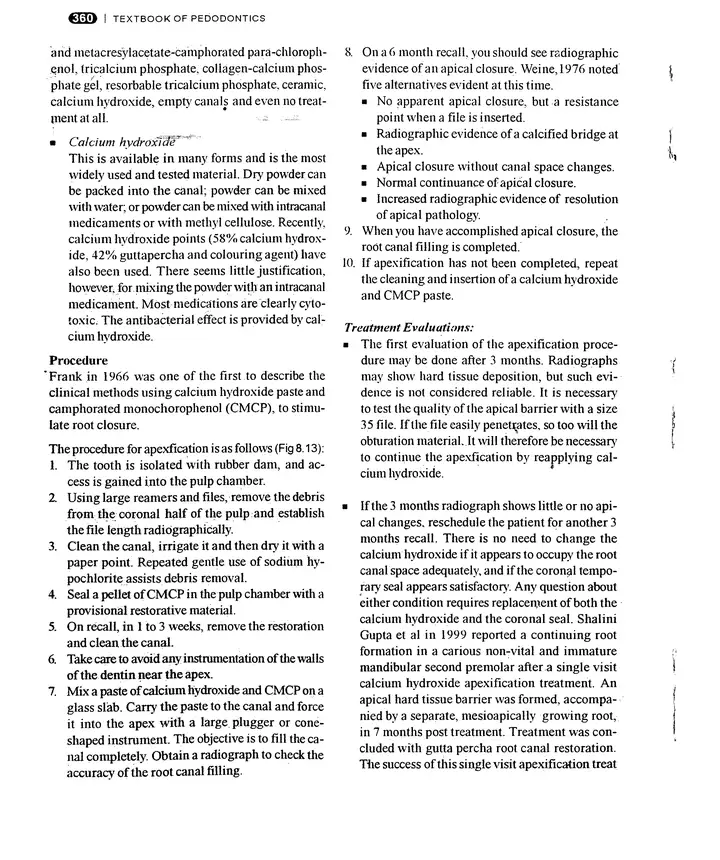 360 | TEXTBOOK OF PEDODONTICS
and metacresylacetate-camphorated para-chloroph-
enol, tricalcium phosphate, collagen-calcium phos-
phate gel, resorbable tricalcium phosphate, ceramic,
calcium hydroxide, empty canals and even no treat-
ment at all.
▪ Calcium hydroxide
This is available in many forms and is the most
widely used and tested material. Dry powder can
be packed into the canal; powder can be mixed
with water; or powder can be mixed with intracanal
medicaments or with methyl cellulose. Recently,
calcium hydroxide points (58% calcium hydrox-
ide, 42% guttapercha and colouring agent) have
also been used. There seems little justification,
however, for mixing the powder with an intracanal
medicament. Most medications are clearly cyto-
toxic. The antibacterial effect is provided by cal-
cium hydroxide.
Procedure
Frank in 1966 was one of the first to describe the
clinical methods using calcium hydroxide paste and
camphorated monochorophenol (CMCP), to stimu-
late root closure.
The procedure for apexfication is as follows (Fig 8.13):
1. The tooth is isolated with rubber dam, and ac-
cess is gained into the pulp chamber.
2. Using large reamers and files, remove the debris
from the coronal half of the pulp and establish
the file length radiographically.
3. Clean the canal, irrigate it and then dry it with a
paper point. Repeated gentle use of sodium hy-
pochlorite assists debris removal.
4. Seal a pellet of CMCP in the pulp chamber with a
provisional restorative material.
5. On recall, in 1 to 3 weeks, remove the restoration
and clean the canal.
6. Take care to avoid any instrumentation of the walls
of the dentin near the apex.
7. Mix a paste of calcium hydroxide and CMCP on a
glass slab. Carry the paste to the canal and force
it into the apex with a large plugger or cone-
shaped instrument. The objective is to fill the ca-
nal completely. Obtain a radiograph to check the
accuracy of the root canal filling.
8. On a 6 month recall, you should see radiographic
evidence of an apical closure. Weine, 1976 noted
five alternatives evident at this time.
▪ No apparent apical closure, but a resistance
point when a file is inserted.
▪ Radiographic evidence of a calcified bridge at
the apex.
▪ Apical closure without canal space changes.
▪ Normal continuance of apical closure.
▪ Increased radiographic evidence of resolution
of apical pathology.
9. When you have accomplished apical closure, the
root canal filling is completed.
10. If apexification has not been completed, repeat
the cleaning and insertion of a calcium hydroxide
and CMCP paste.
Treatment Evaluations:
▪ The first evaluation of the apexification proce-
dure may be done after 3 months. Radiographs
may show hard tissue deposition, but such evi-
dence is not considered reliable. It is necessary
to test the quality of the apical barrier with a size
35 file. If the file easily penetrates, so too will the
obturation material. It will therefore be necessary
to continue the apexfication by reapplying cal-
cium hydroxide.
▪ If the 3 months radiograph shows little or no api-
cal changes, reschedule the patient for another 3
months recall. There is no need to change the
calcium hydroxide if it appears to occupy the root
canal space adequately, and if the coronal tempo-
rary seal appears satisfactory. Any question about
either condition requires replacement of both the
calcium hydroxide and the coronal seal. Shalini
Gupta et al in 1999 reported a continuing root
formation in a carious non-vital and immature
mandibular second premolar after a single visit
calcium hydroxide apexification treatment. An
apical hard tissue barrier was formed, accompa-
nied by a separate, mesioapically growing root,
in 7 months post treatment. Treatment was con-
cluded with gutta percha root canal restoration.
The success of this single visit apexification treat